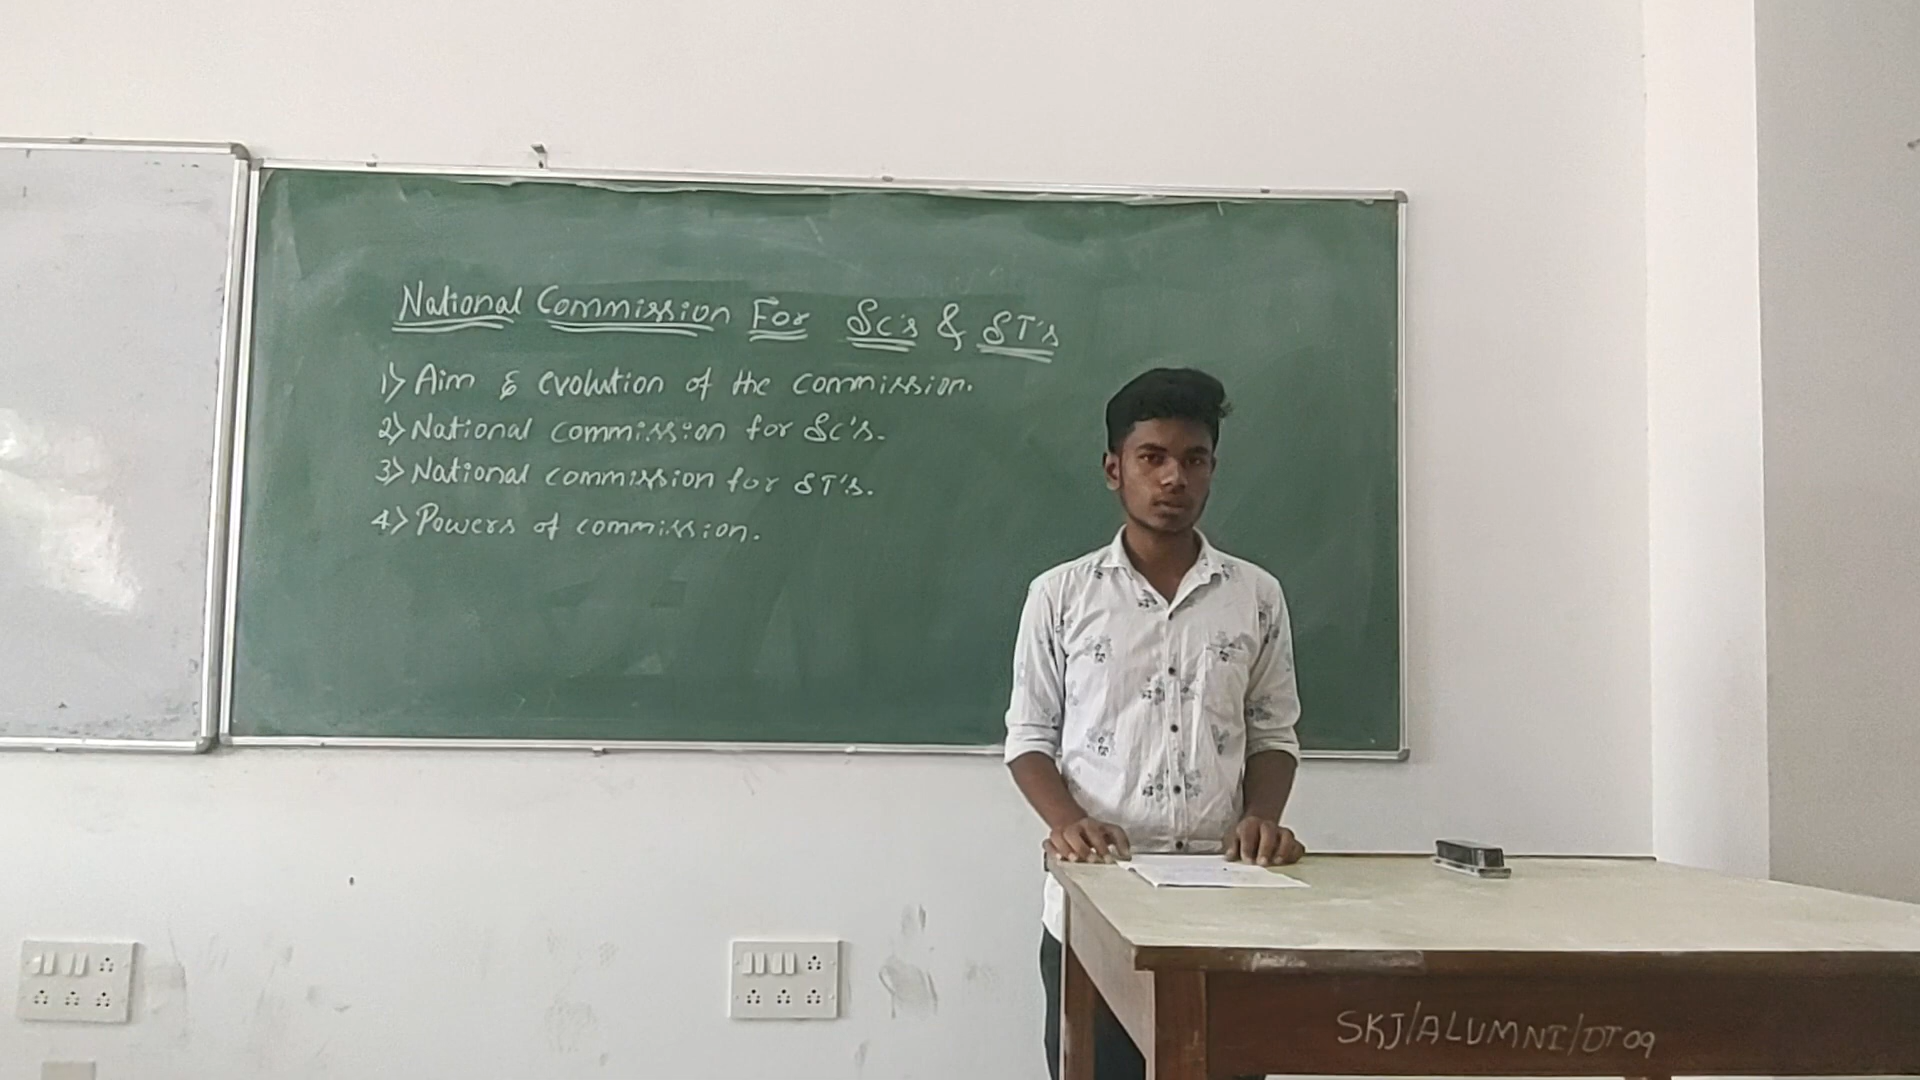 National Commission For Sc's & ST's
1) Aim & evolution of the commission.
2) National commission for Sc's.
3) National commission for ST's.
4) Powers of commission.
SKJ/ALUMNI/DT09